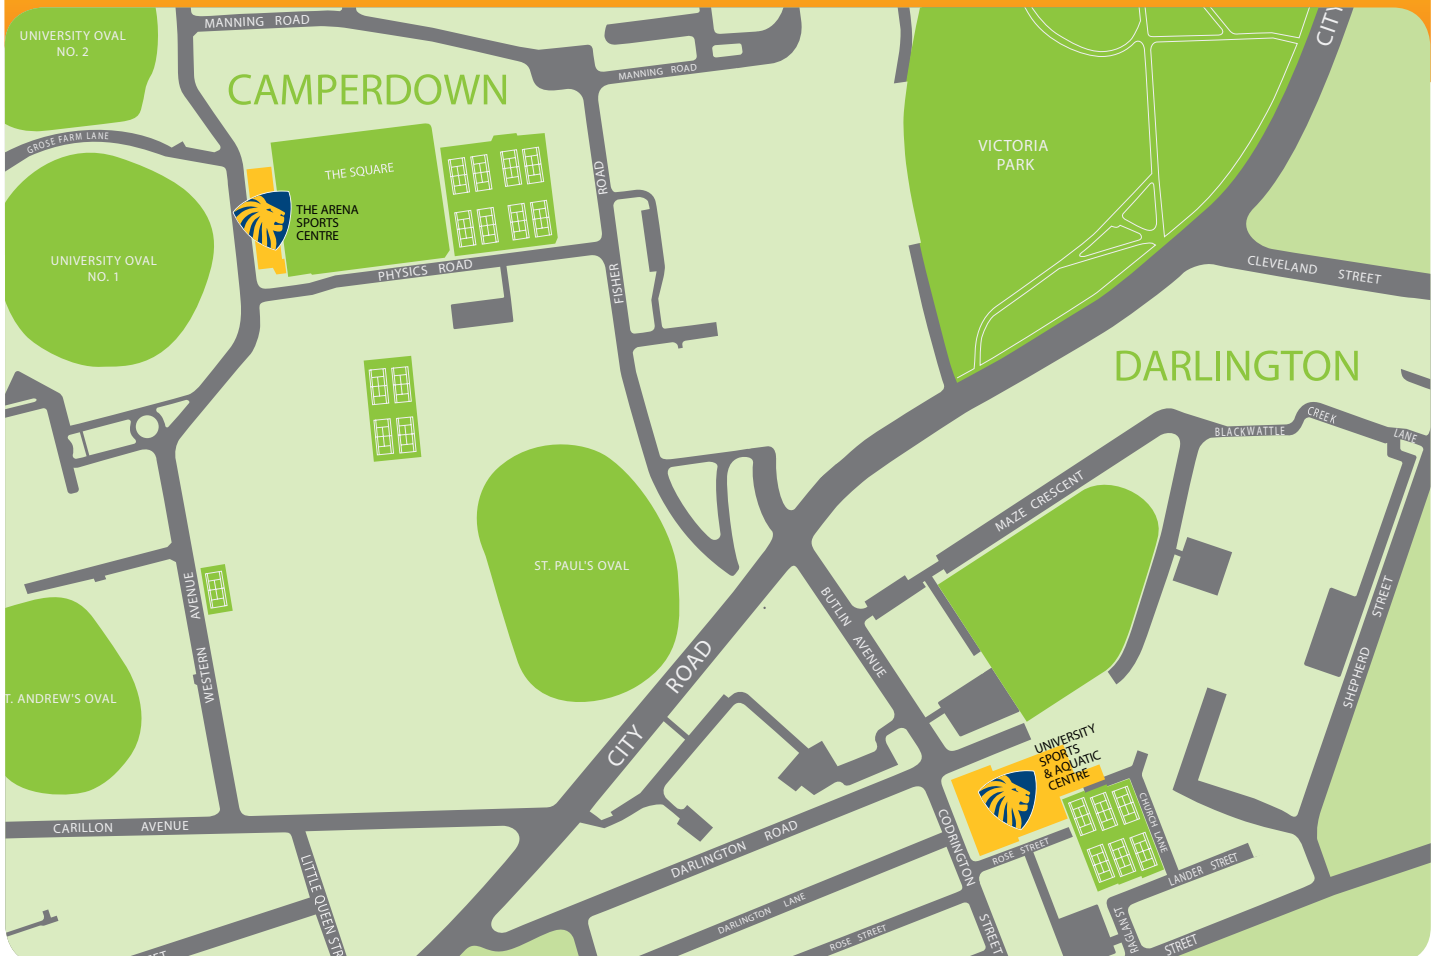 MANNING ROAD
UNIVERSITY OVAL
NO. 2
CAMPERDOWN
MANNING ROAD
CITY
GROSE FARM LANE
THE SQUARE
ROAD
VICTORIA
PARK
THE ARENA
SPORTS
CENTRE
UNIVERSITY OVAL
NO. 1
PHYSICS ROAD
FISHER
CLEVELAND STREET
DARLINGTON
BLACKWATTLE
CREEK
LANE
MAZE CRESCENT
ST. PAUL'S OVAL
WESTERN AVENUE
BUTLIN AVENUE
SHEPHERD STREET
T. ANDREW'S OVAL
CITY ROAD
UNIVERSITY
SPORTS
& AQUATIC
CENTRE
CARILLON AVENUE
DARLINGTON ROAD
CODRINGTON
STREET
ROSE STREET
CHURCH LANE
LANDER STREET
LITTLE QUEEN STR
DARLINGTON LANE
ROSE STREET
RAGLAN ST
STREET